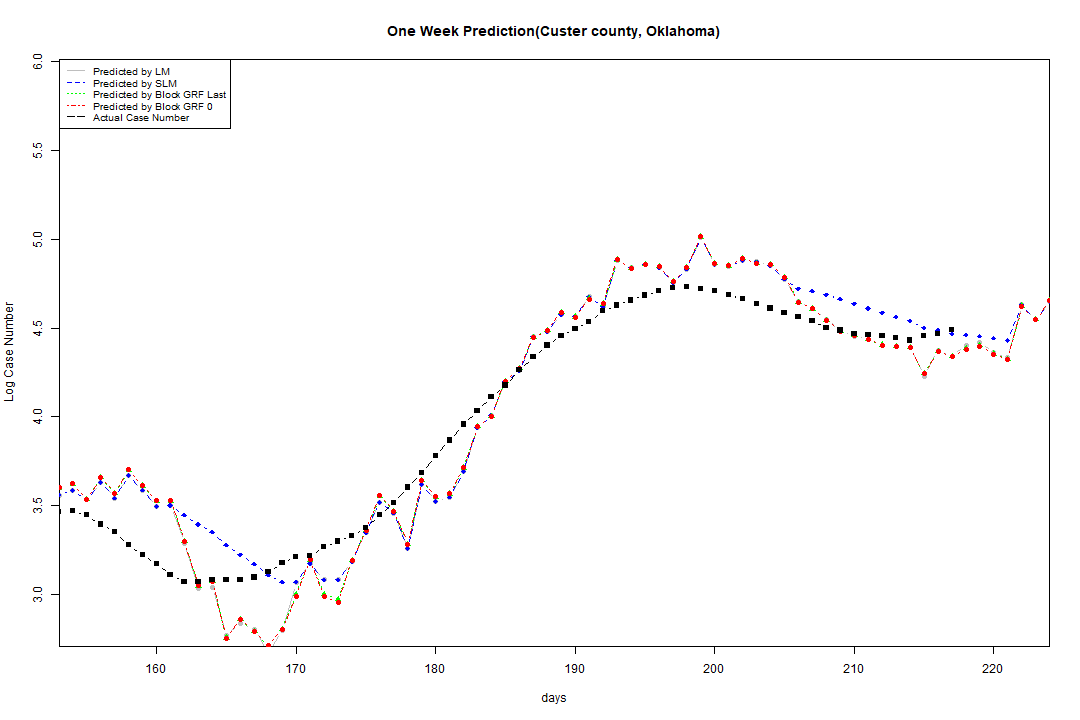 One Week Prediction(Custer county, Oklahoma)
Predicted by LM
Predicted by SLM
Predicted by Block GRF Last
Predicted by Block GRF 0
Actual Case Number
6.0
5.5
5.0
4.5
4.0
3.5
3.0
Log Case Number
160 170 180 190 200 210 220
days